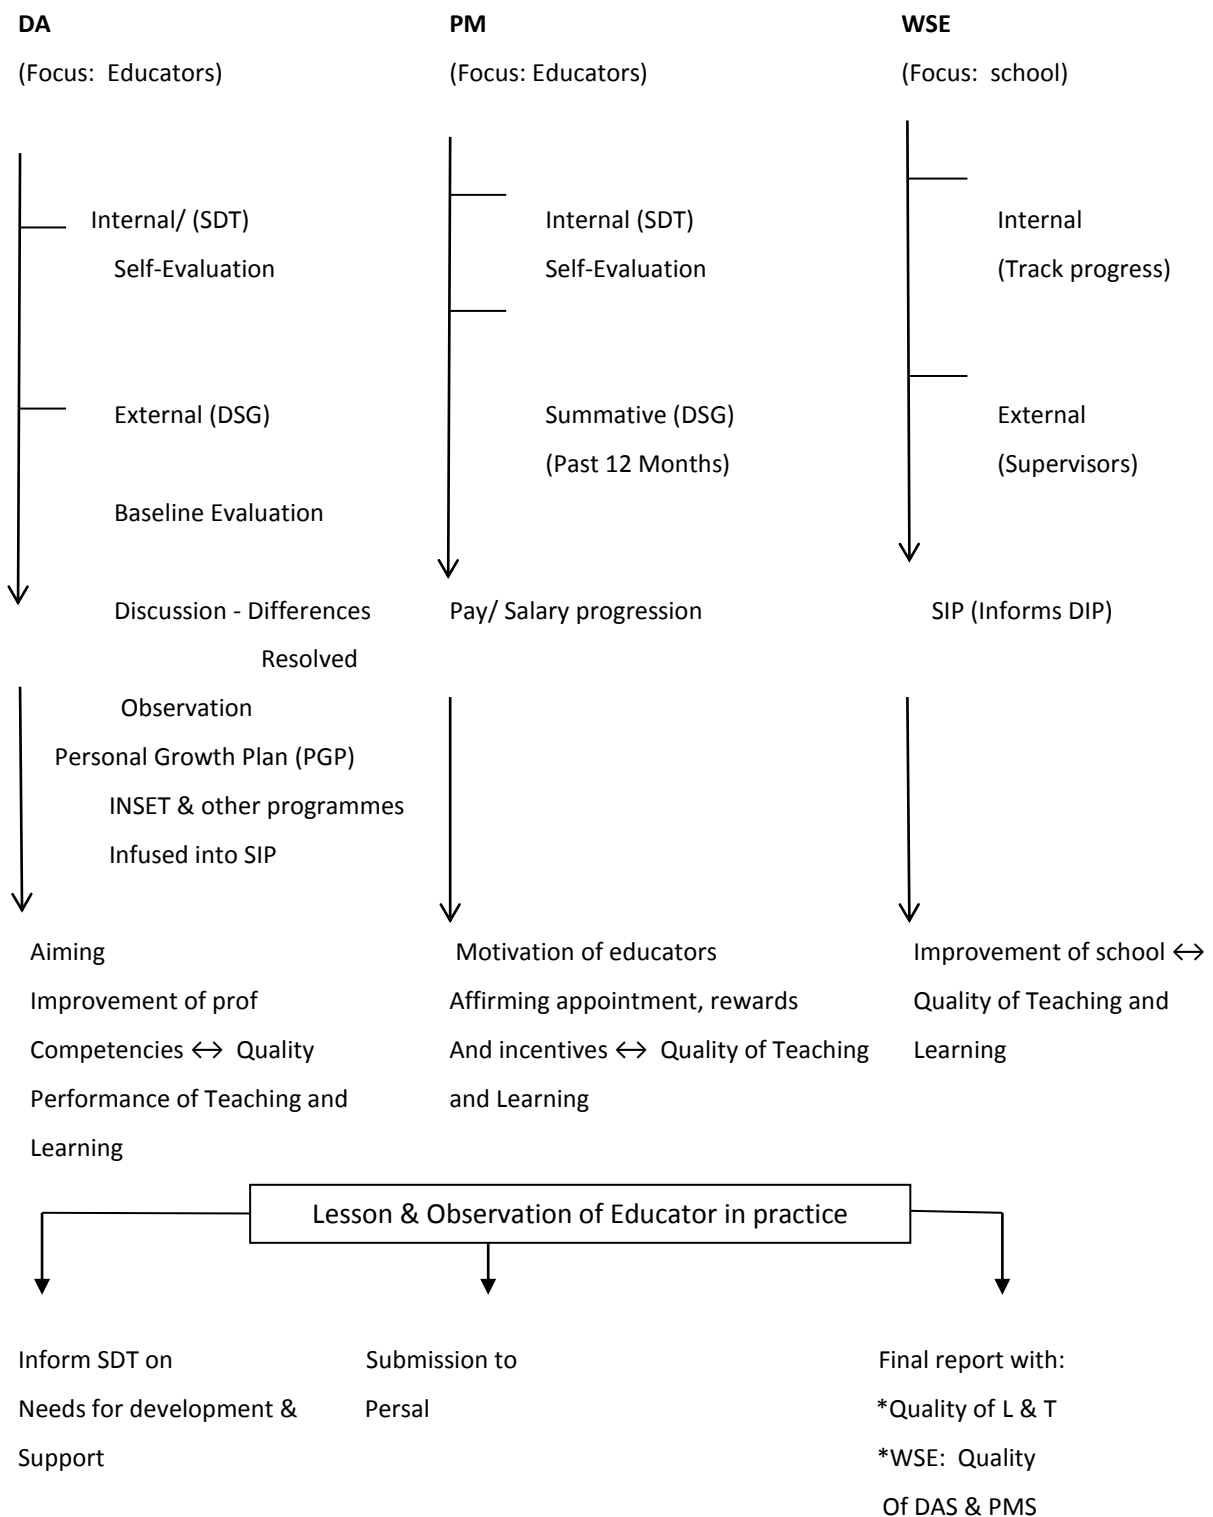 DA
(Focus:  Educators)
PM
(Focus: Educators)
WSE
(Focus:  school)
Internal/ (SDT)
Self-Evaluation
External (DSG)
Baseline Evaluation
Discussion - Differences
Resolved
Observation
Personal Growth Plan (PGP)
INSET & other programmes
Infused into SIP
Aiming
Improvement of prof
Competencies ↔ Quality
Performance of Teaching and
Learning
Internal (SDT)
Self-Evaluation
Summative (DSG)
(Past 12 Months)
Pay/ Salary progression
Motivation of educators
Affirming appointment, rewards
And incentives ↔ Quality of Teaching
and Learning
Internal
(Track progress)
External
(Supervisors)
SIP (Informs DIP)
Improvement of school ↔
Quality of Teaching and
Learning
Lesson & Observation of Educator in practice
Inform SDT on
Needs for development &
Support
Submission to
Persal
Final report with:
*Quality of L & T
*WSE:  Quality
Of DAS & PMS